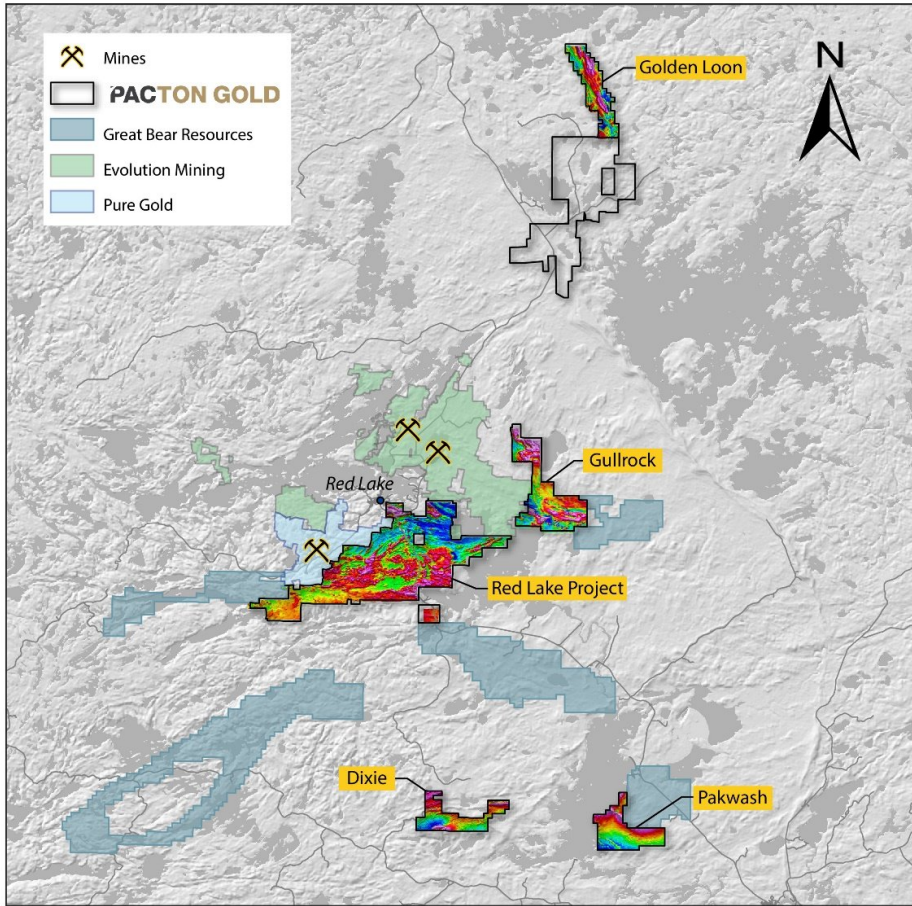 Mines
PACTON GOLD
Great Bear Resources
Evolution Mining
Pure Gold
Golden Loon
N
Gullrock
Red Lake
Red Lake Project
Dixie
Pakwash